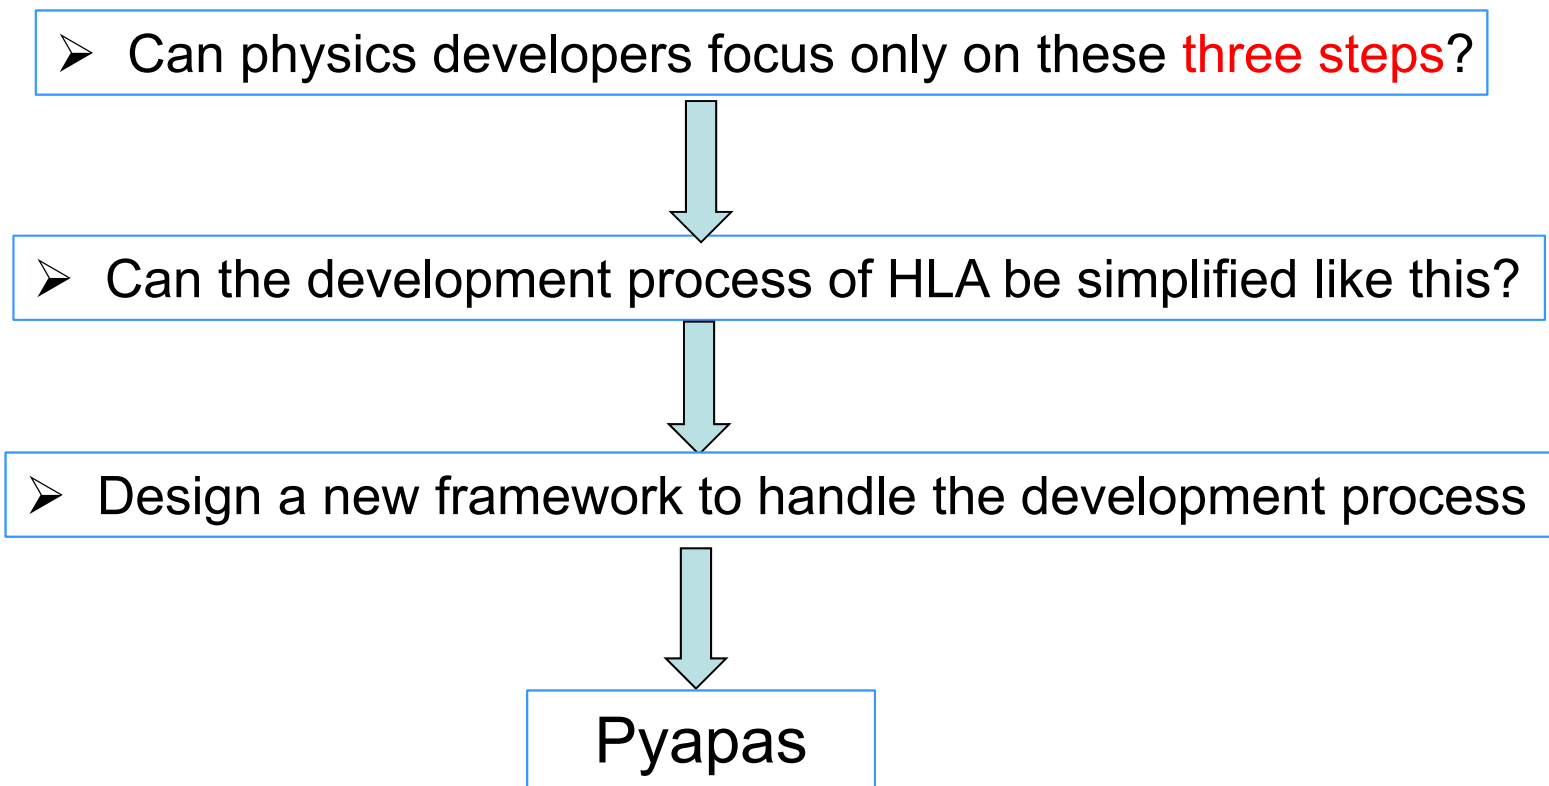 ➢ Can physics developers focus only on these three steps?
➢ Can the development process of HLA be simplified like this?
➢ Design a new framework to handle the development process
Pyapas